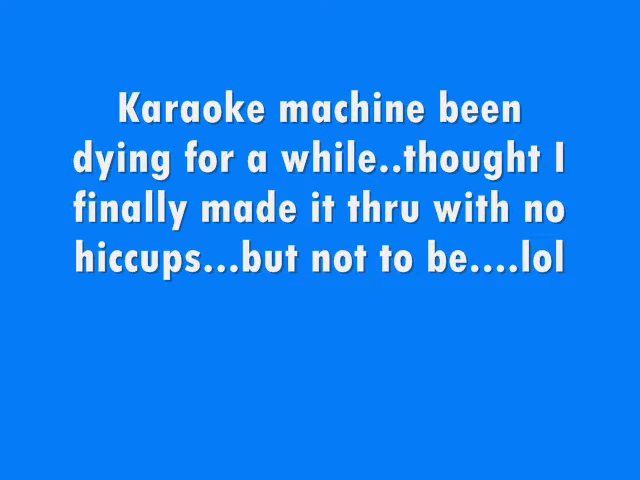 Karaoke machine been
dying for a while..thought I
finally made it thru with no
hiccups...but not to be....lol